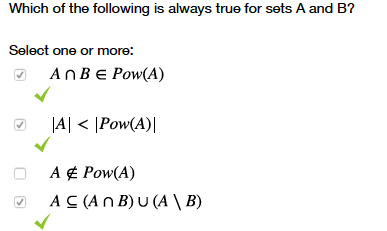 Which of the following is always true for sets A and B?
Select one or more:
A ∩ B ∈ Pow(A)
|A| < |Pow(A)|
A ∉ Pow(A)
A ⊆ (A ∩ B) ∪ (A \ B)